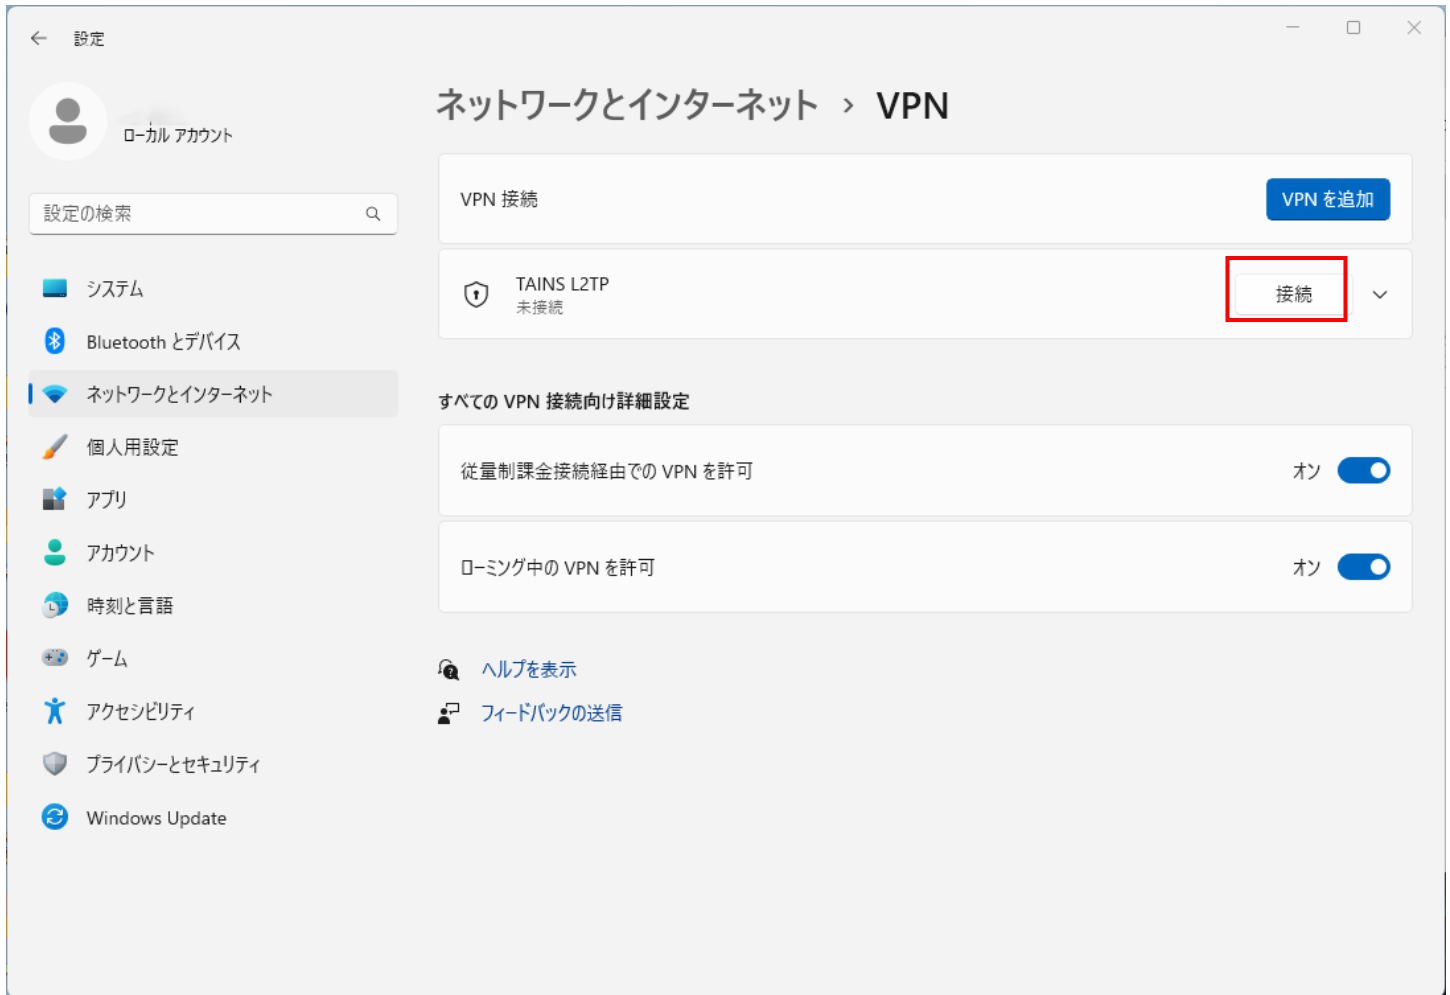 設定
ローカル アカウント
設定の検索
システム
Bluetooth とデバイス
ネットワークとインターネット
個人用設定
アプリ
アカウント
時刻と言語
ゲーム
アクセシビリティ
プライバシーとセキュリティ
Windows Update
ネットワークとインターネット › VPN
VPN 接続
VPN を追加
TAINS L2TP
未接続
接続
すべての VPN 接続向け詳細設定
従量制課金接続経由での VPN を許可
オン
ローミング中の VPN を許可
オン
ヘルプを表示
フィードバックの送信